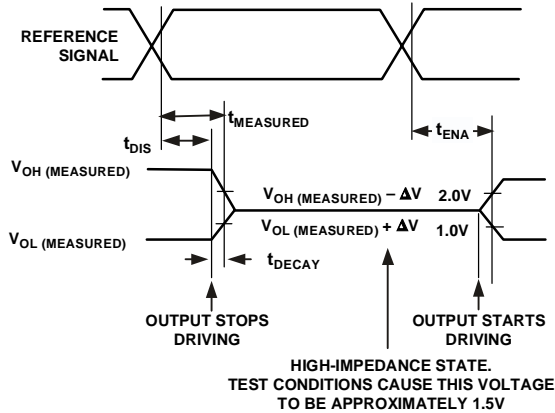 REFERENCE
SIGNAL
tMEASURED
tDIS
tENA
VOH (MEASURED)
VOH (MEASURED) – ΔV 2.0V
VOL (MEASURED) + ΔV 1.0V
VOL (MEASURED)
tDECAY
OUTPUT STOPS
DRIVING
OUTPUT STARTS
DRIVING
HIGH-IMPEDANCE STATE.
TEST CONDITIONS CAUSE THIS VOLTAGE
TO BE APPROXIMATELY 1.5V